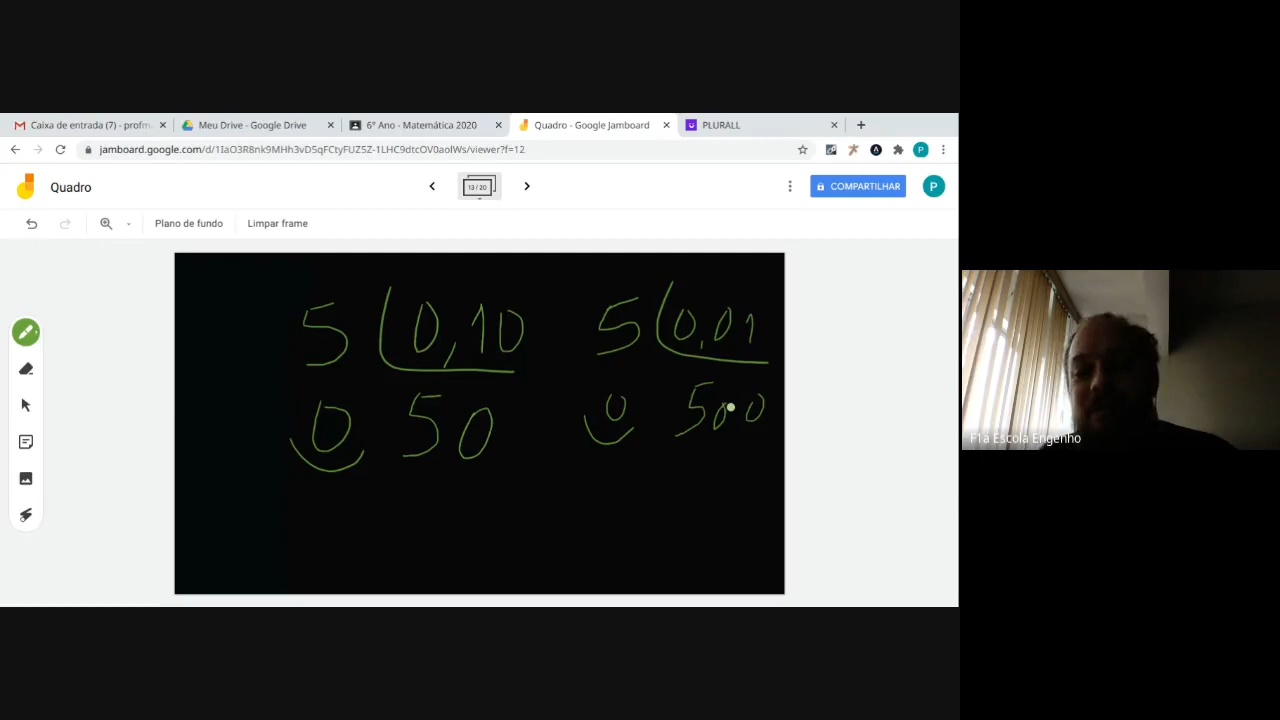 Caixa de entrada (7) - profm
Meu Drive - Google Drive
6º Ano - Matemática 2020
Quadro - Google Jamboard
PLURALL
jamboard.google.com/d/1IaO3R8nk9MHh3vD5qFCtyFUZ5Z-1LHC9dtcOV0aolWs/viewer?f=12
P
Quadro
13 / 20
COMPARTILHAR
P
Plano de fundo
Limpar frame
5 0,10 5 0,01
0 50 0 500
F1a Escola Engenho